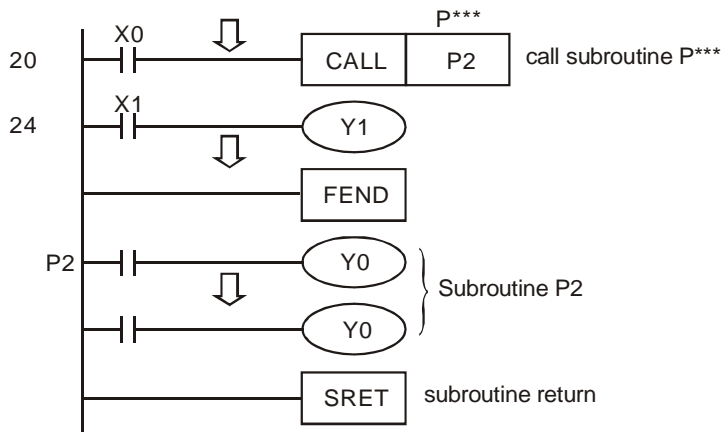 P***
X0
20 CALL P2 call subroutine P***
X1
24 Y1
FEND
P2 Y0
Subroutine P2
Y0
SRET subroutine return